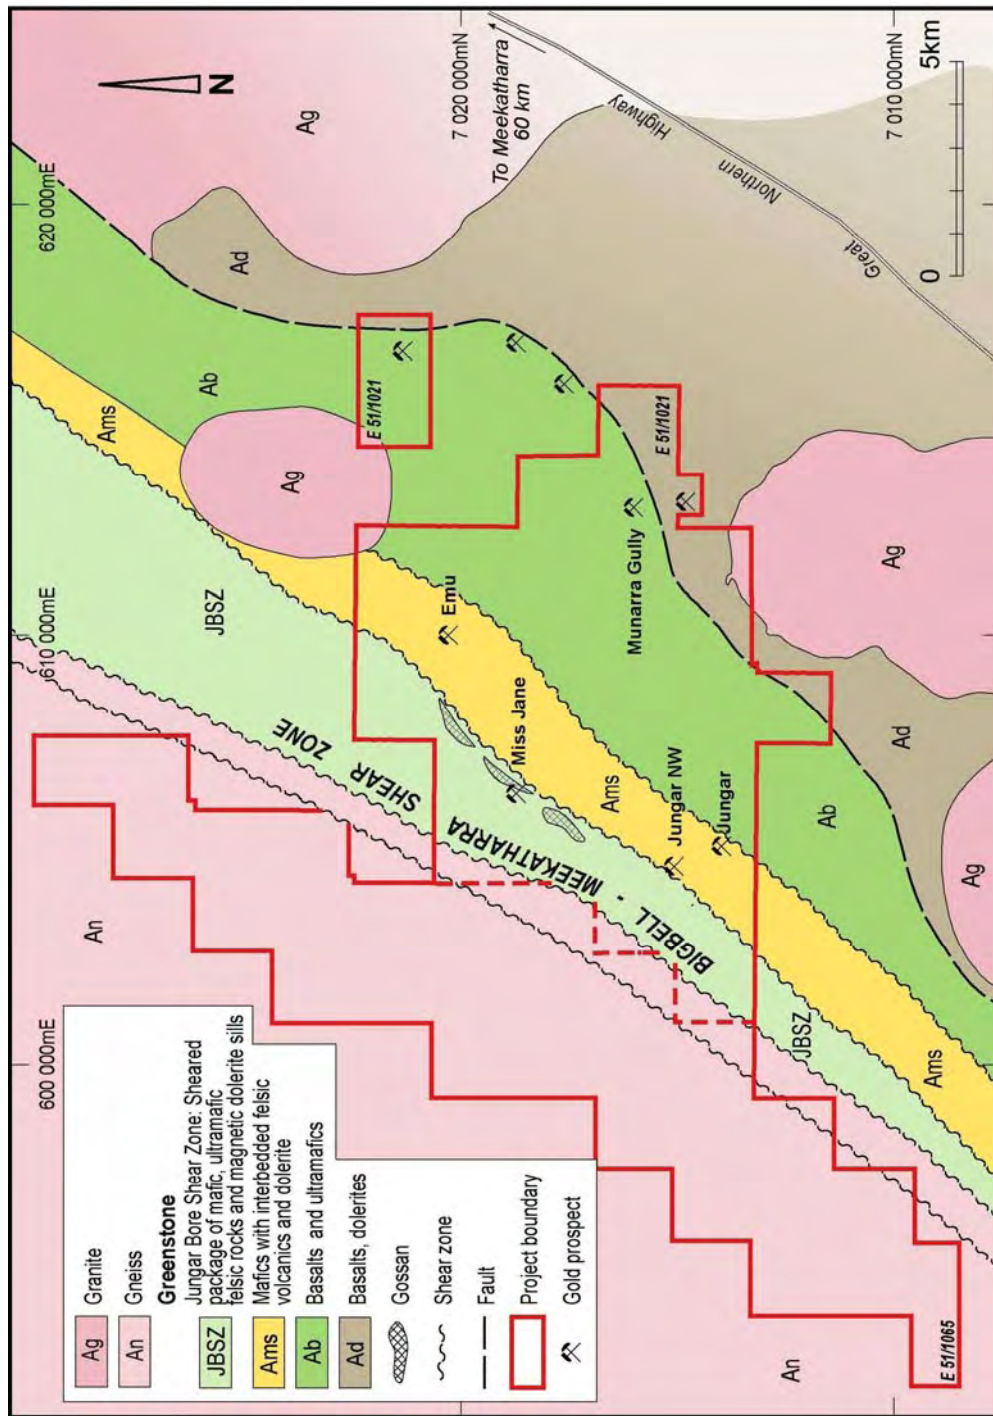 Ag
Granite
An
Gneiss
Greenstone
JBSZ
Jungar Bore Shear Zone: Sheared
package of mafic, ultramafic
felsic rocks and magnetic dolerite sills
Ams
Mafics with interbedded felsic
volcanics and dolerite
Ab
Basalts and ultramafics
Ad
Basalts, dolerites
Gossan
Shear zone
Fault
Project boundary
Gold prospect
600 000mE
610 000mE
620 000mE
7 020 000mN
7 010 000mN
N
An
JBSZ
Ams
Ab
Ad
Ag
Ag
E 51/1021
To Meekatharra
60 km
Great Northern Highway
BIGBELL - MEEKATHARRA SHEAR ZONE
Emu
Miss Jane
Munarra Gully
E 51/1021
Ams
Jungar NW
Jungar
Ag
An
JBSZ
Ams
Ab
Ad
Ag
E 51/1065
0
5km